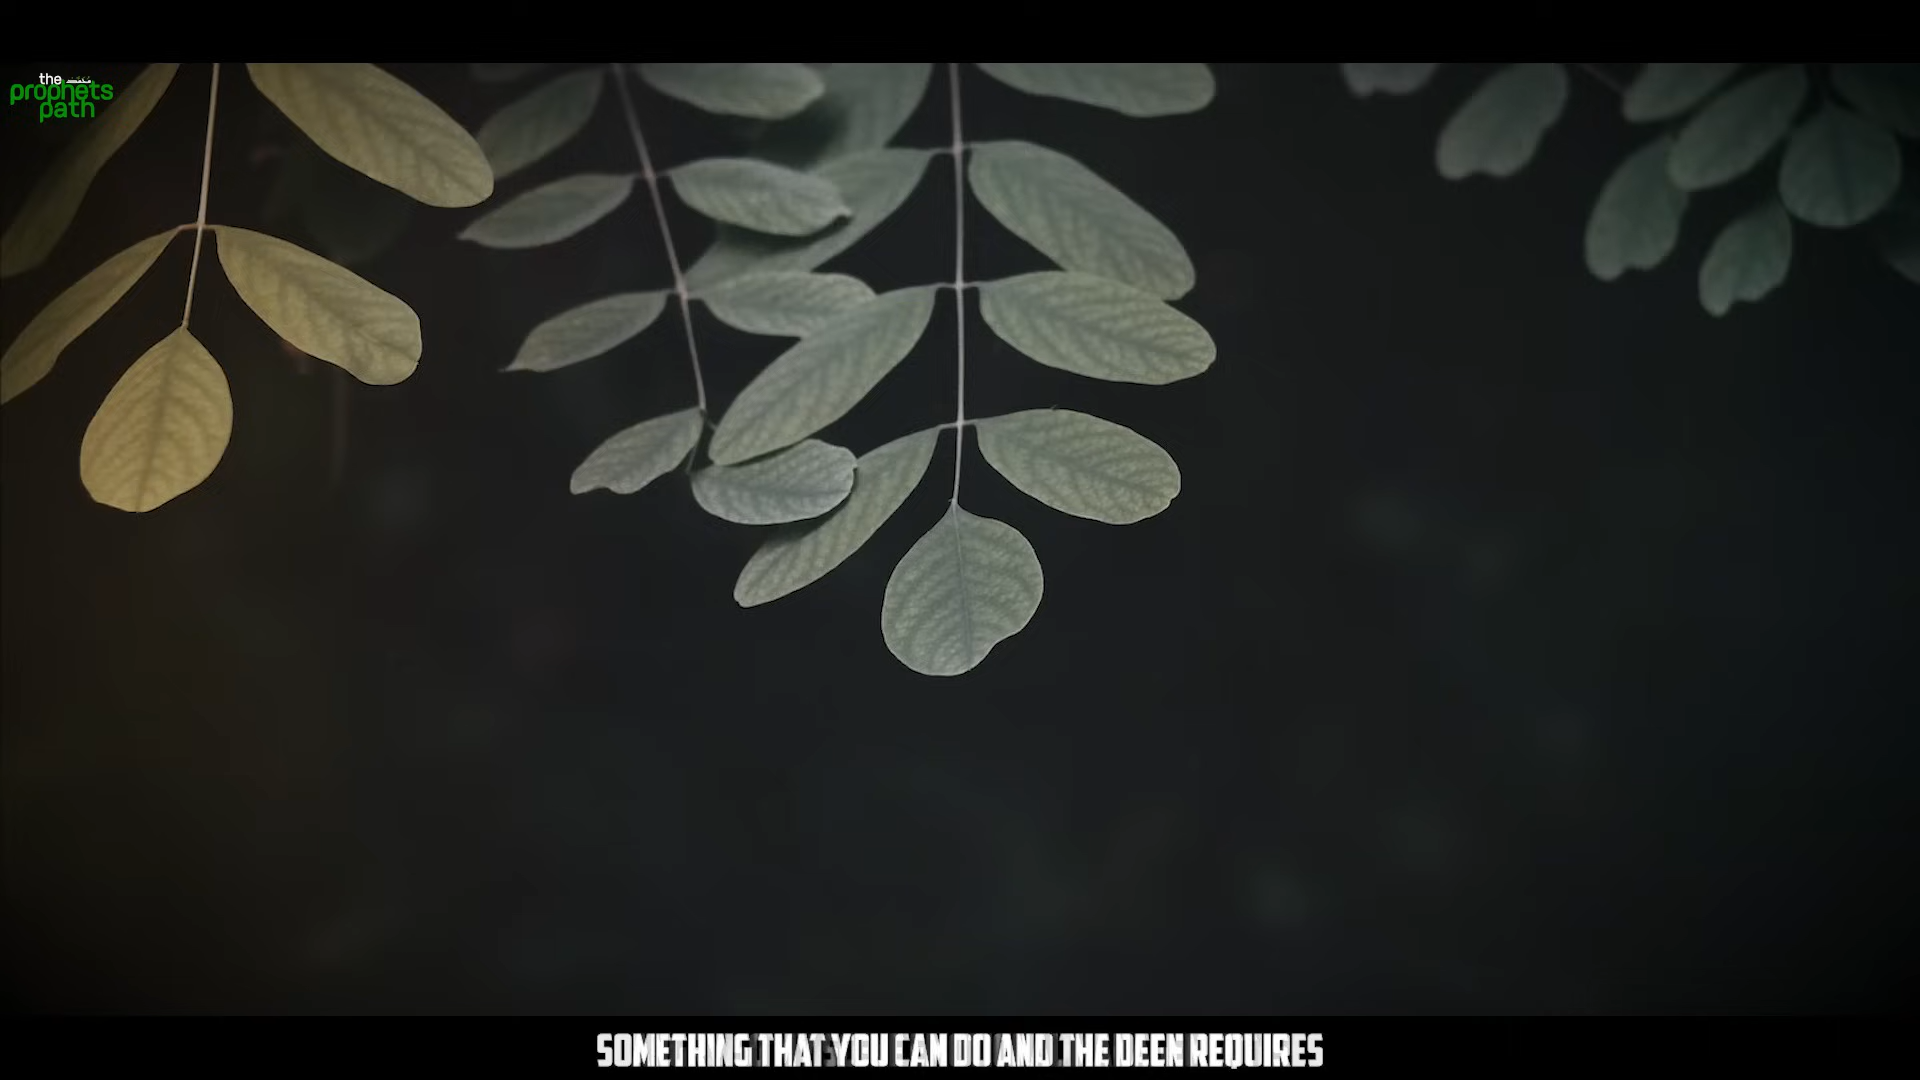 the
prophets
path
SOMETHING THAT YOU CAN DO AND THE DEEN REQUIRES